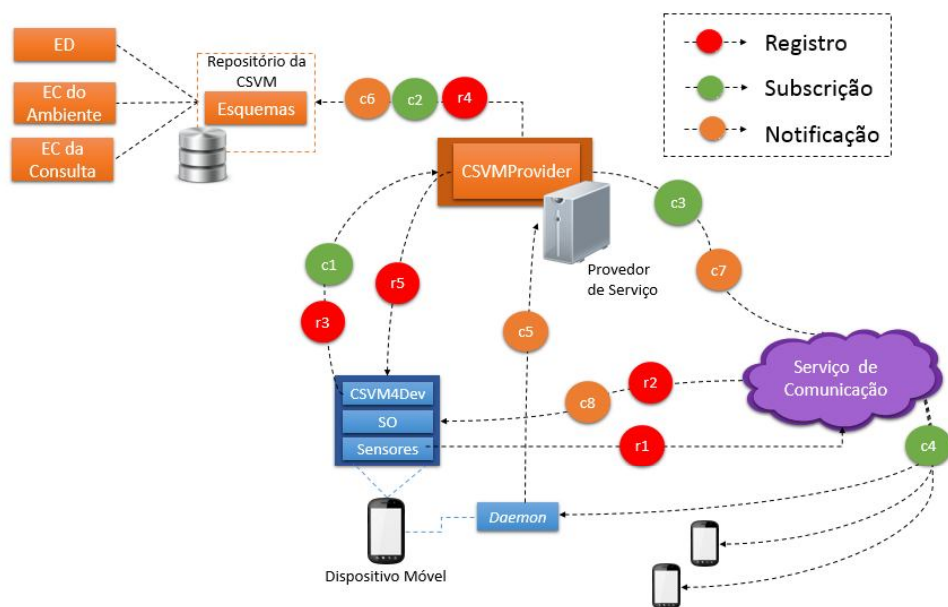 ED
EC do
Ambiente
EC da
Consulta
Repositório da
CSVM
Esquemas
c6
c2
r4
CSVMProvider
Provedor
de Serviço
Registro
Subscrição
Notificação
c3
c7
c1
r5
r3
c5
CSVM4Dev
SO
Sensores
c8
r2
r1
Serviço de
Comunicação
c4
Daemon
Dispositivo Móvel